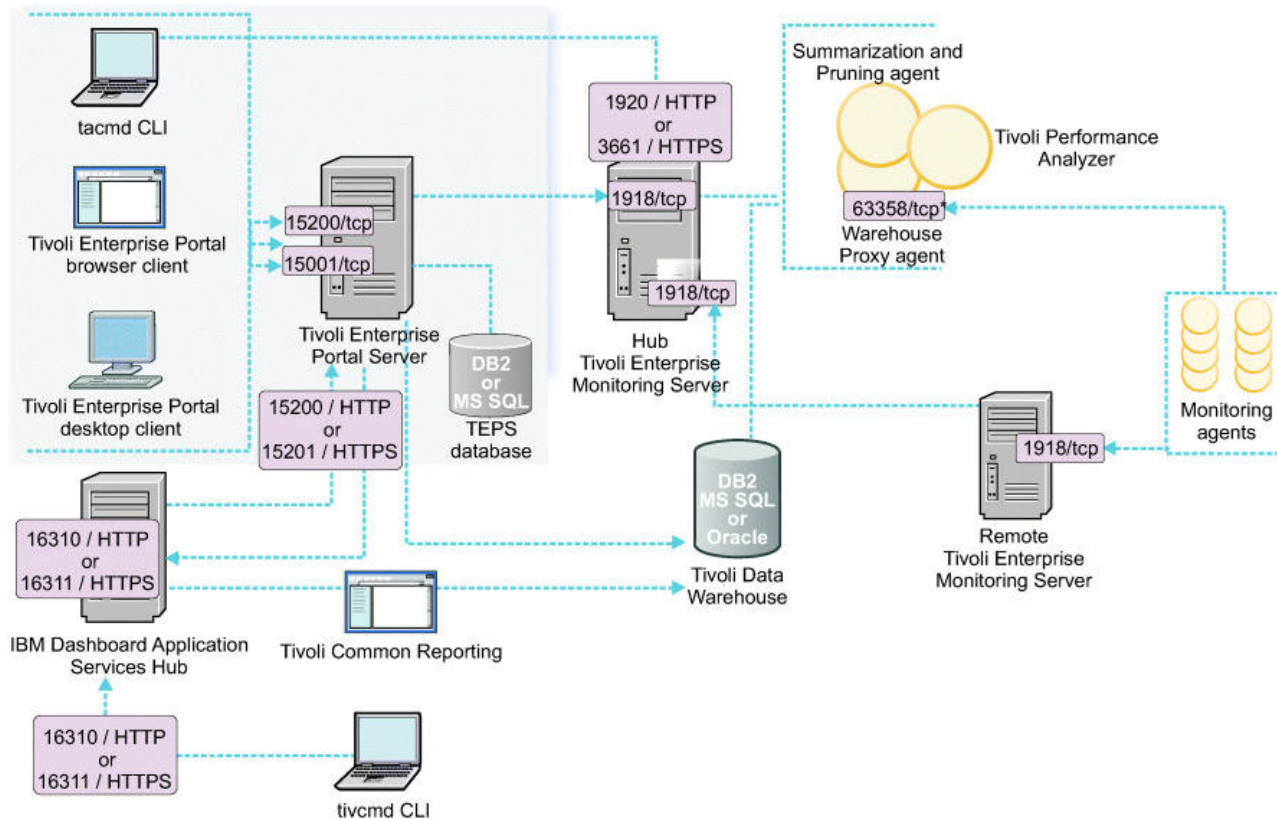 tacmd CLI
Tivoli Enterprise Portal
browser client
Tivoli Enterprise Portal
desktop client
15200/tcp
15001/tcp
Tivoli Enterprise
Portal Server
DB2
or
MS SQL
TEPS
database
15200 / HTTP
or
15201 / HTTPS
1920 / HTTP
or
3661 / HTTPS
1918/tcp
1918/tcp
Hub
Tivoli Enterprise
Monitoring Server
Summarization and
Pruning agent
Tivoli Performance
Analyzer
63358/tcp*
Warehouse
Proxy agent
Monitoring
agents
1918/tcp
Remote
Tivoli Enterprise
Monitoring Server
DB2
MS SQL
or
Oracle
Tivoli Data
Warehouse
16310 / HTTP
or
16311 / HTTPS
IBM Dashboard Application
Services Hub
Tivoli Common Reporting
16310 / HTTP
or
16311 / HTTPS
tivcmd CLI